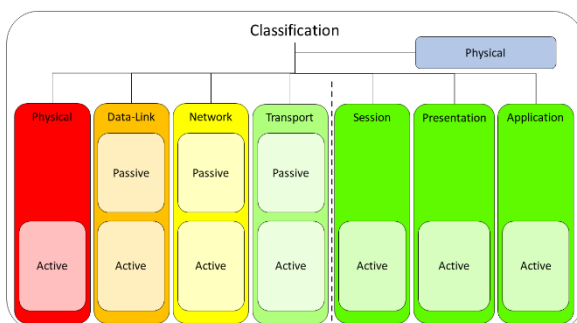 Classification
Physical
Physical
Data-Link
Network
Transport
Session
Presentation
Application
Passive
Passive
Passive
Active
Active
Active
Active
Active
Active
Active